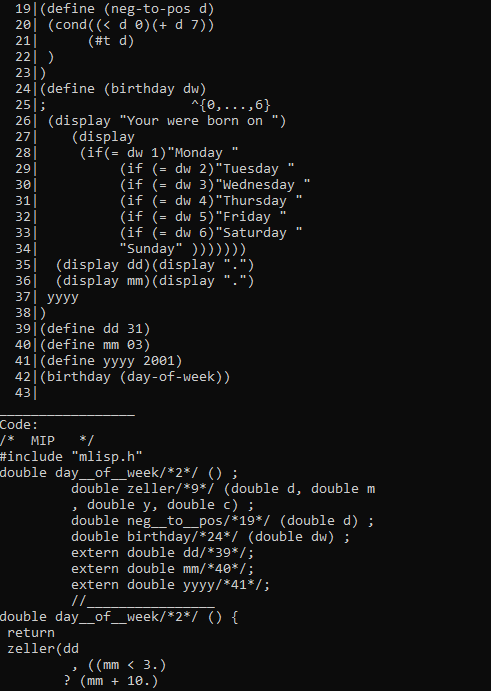 19|(define (neg-to-pos d)
20| (cond((< d 0)(+ d 7))
21|      (#t d)
22| )
23|)
24|(define (birthday dw)
25|;                  ^{0,...,6}
26| (display "Your were born on ")
27|    (display
28|     (if(= dw 1)"Monday "
29|          (if (= dw 2)"Tuesday "
30|          (if (= dw 3)"Wednesday "
31|          (if (= dw 4)"Thursday "
32|          (if (= dw 5)"Friday "
33|          (if (= dw 6)"Saturday "
34|          "Sunday" )))))))
35|  (display dd)(display ".")
36|  (display mm)(display ".")
37| yyyy
38|)
39|(define dd 31)
40|(define mm 03)
41|(define yyyy 2001)
42|(birthday (day-of-week))
43|
_________________
Code:
/*  MIP   */
#include "mlisp.h"
double day__of__week/*2*/ () ;
         double zeller/*9*/ (double d, double m
         , double y, double c) ;
         double neg__to__pos/*19*/ (double d) ;
         double birthday/*24*/ (double dw) ;
         extern double dd/*39*/;
         extern double mm/*40*/;
         extern double yyyy/*41*/;
         //________________
double day__of__week/*2*/ () {
 return
 zeller(dd
         , ((mm < 3.)
        ? (mm + 10.)